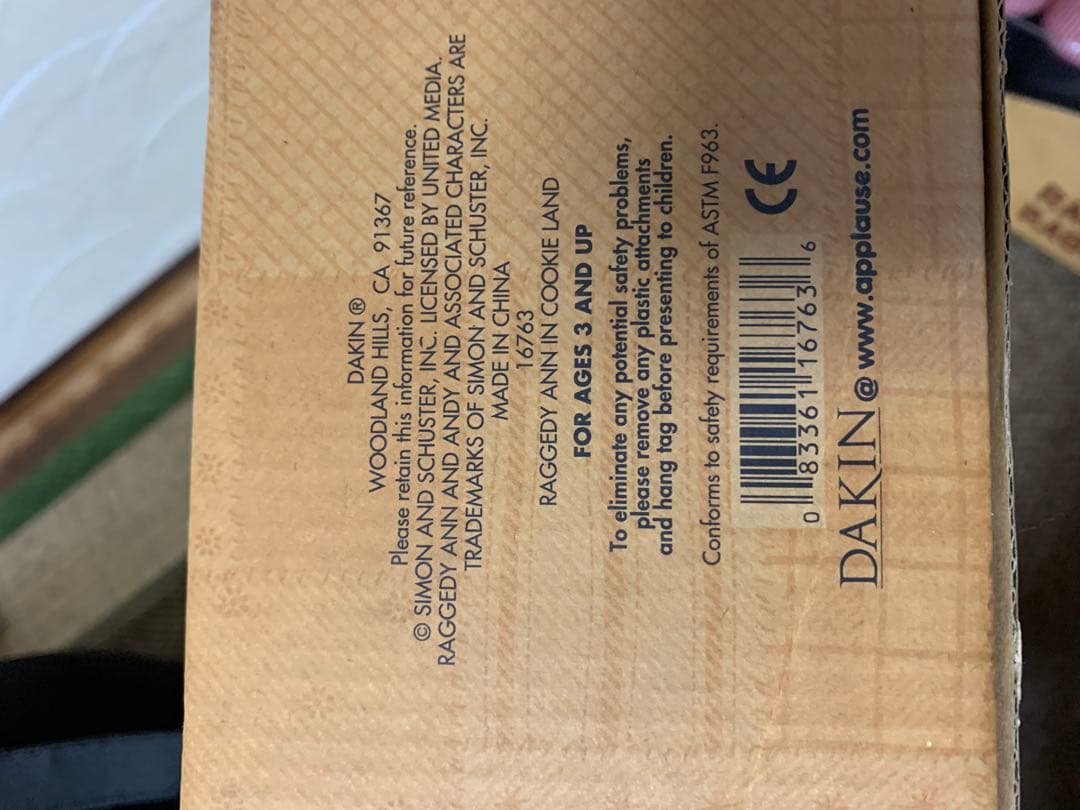 DAKIN ®
WOODLAND HILLS, CA 91367
Please retain this information for future reference.
© SIMON AND SCHUSTER, INC. LICENSED BY UNITED MEDIA.
RAGGEDY ANN AND ANDY AND ASSOCIATED CHARACTERS ARE
TRADEMARKS OF SIMON AND SCHUSTER, INC.
MADE IN CHINA
16763
RAGGEDY ANN IN COOKIE LAND
FOR AGES 3 AND UP
To eliminate any potential safety problems,
please remove any plastic attachments
and hang tag before presenting to children.
Conforms to safety requirements of ASTM F963.
0 83361 16763 6
CE
DAKIN @ www.applause.com